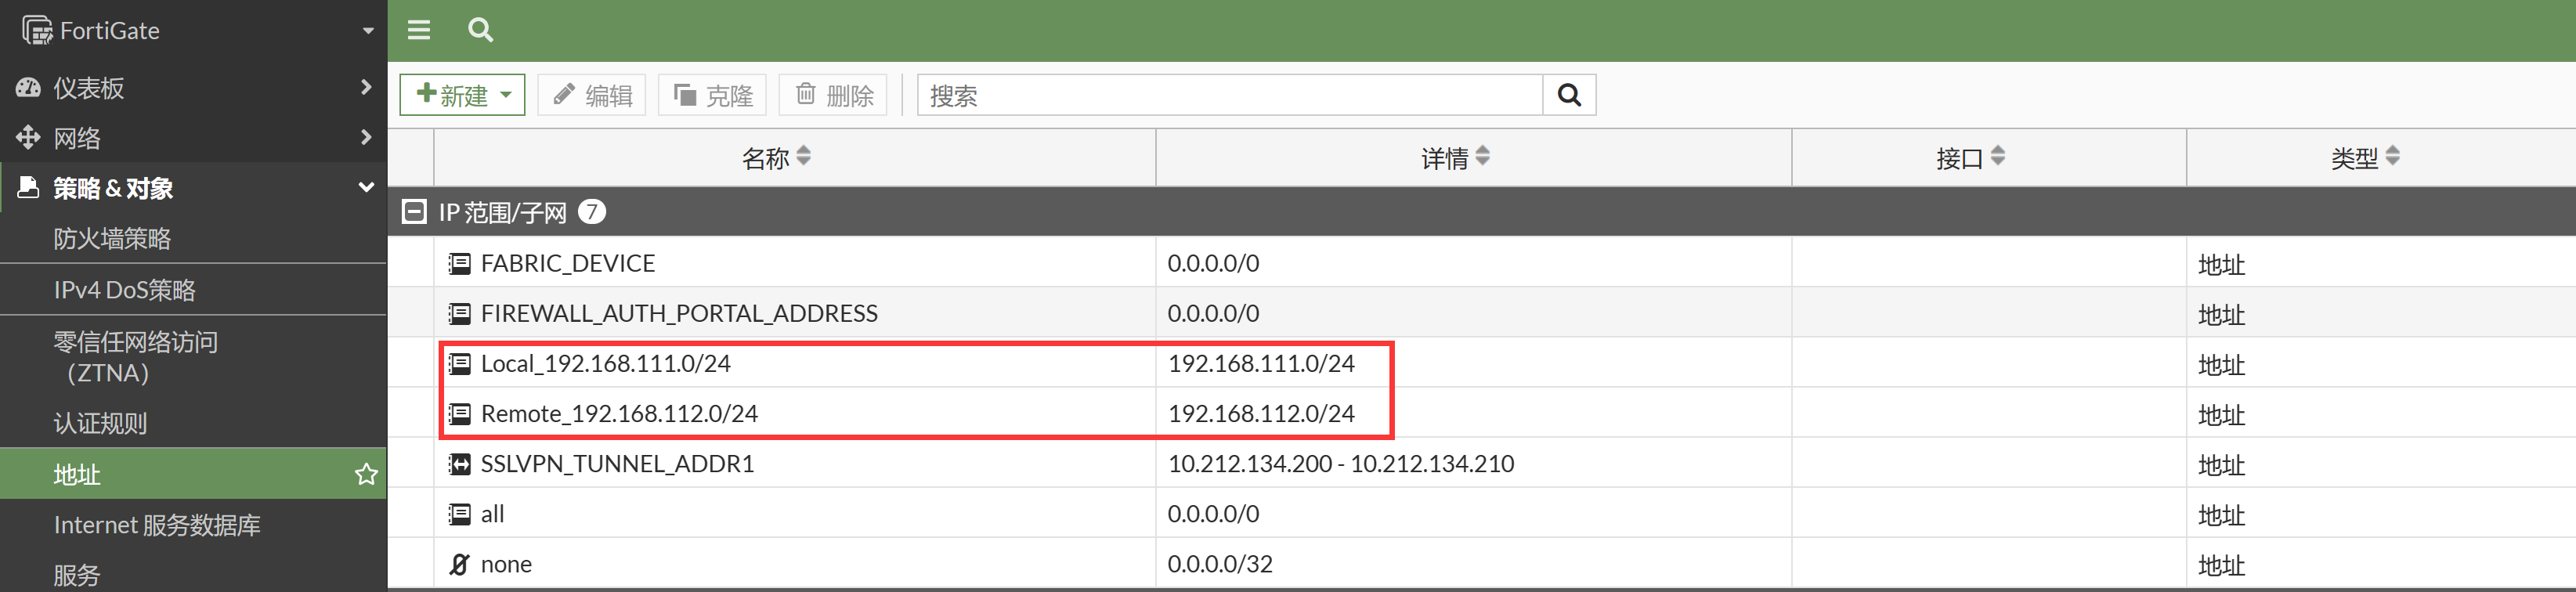 FortiGate
仪表板
网络
策略 & 对象
防火墙策略
IPv4 DoS策略
零信任网络访问
（ZTNA）
认证规则
地址
Internet 服务数据库
服务
新建 编辑 克隆 删除 搜索
名称 详情 接口 类型
IP 范围/子网 7
FABRIC_DEVICE 0.0.0.0/0 地址
FIREWALL_AUTH_PORTAL_ADDRESS 0.0.0.0/0 地址
Local_192.168.111.0/24 192.168.111.0/24 地址
Remote_192.168.112.0/24 192.168.112.0/24 地址
SSLVPN_TUNNEL_ADDR1 10.212.134.200 - 10.212.134.210 地址
all 0.0.0.0/0 地址
none 0.0.0.0/32 地址